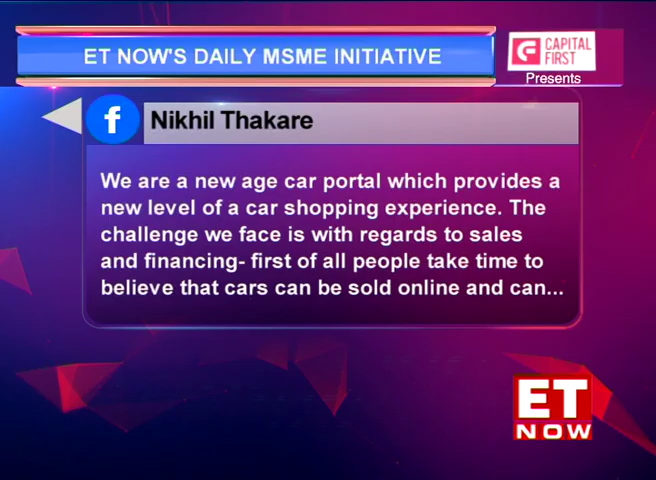 ET NOW'S DAILY MSME INITIATIVE
CAPITAL
FIRST
Presents
f
Nikhil Thakare
We are a new age car portal which provides a
new level of a car shopping experience. The
challenge we face is with regards to sales
and financing- first of all people take time to
believe that cars can be sold online and can...
ET
NOW